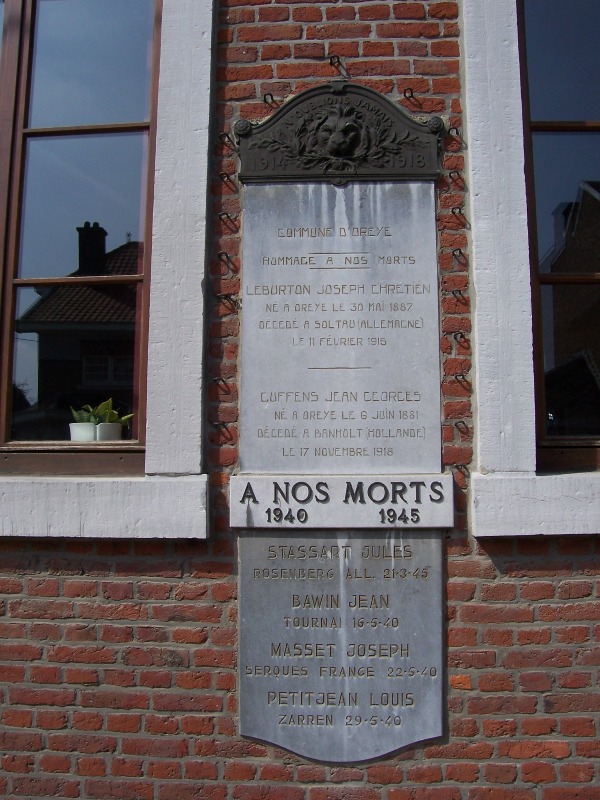 N'OUBLIONS JAMAIS
1914 1918
COMMUNE D'OREYE
HOMMAGE A NOS MORTS
LEBURTON JOSEPH CHRETIEN
NÉ A OREYE LE 30 MAI 1887
DÉCÉDÉ A SOLTAU (ALLEMAGNE)
LE 11 FÉVRIER 1915
CUFFENS JEAN GEORGES
NÉ A OREYE LE 6 JUIN 1881
DÉCÉDÉ A BANHOLT (HOLLANDE)
LE 17 NOVEMBRE 1918
A NOS MORTS
1940 1945
STASSART JULES
ROSENBERG ALL. 21-3-45
BAWIN JEAN
TOURNAI 16-5-40
MASSET JOSEPH
SERQUES FRANCE 22-5-40
PETITJEAN LOUIS
ZARREN 29-5-40